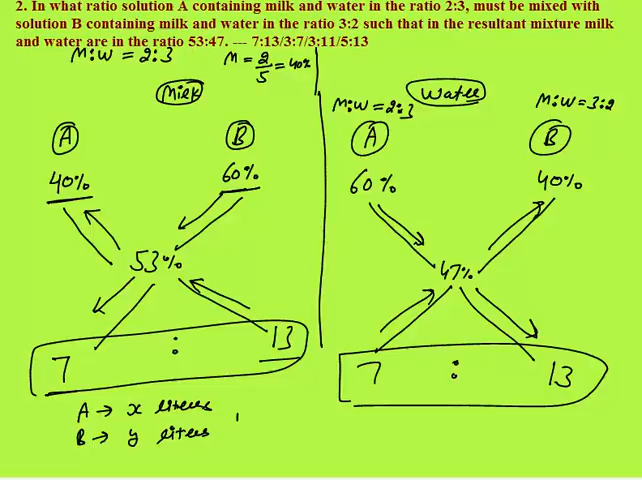 2. In what ratio solution A containing milk and water in the ratio 2:3, must be mixed with
solution B containing milk and water in the ratio 3:2 such that in the resultant mixture milk
and water are in the ratio 53:47. --- 7:13/3:7/3:11/5:13
M:W = 2:3
M = 2/5 = 40%
Milk
A
B
40%
60%
53%
7 : 13
A → x liters
B → y liters
Water
M:W = 2:3
M:W = 3:2
A
B
60%
40%
47%
7 : 13